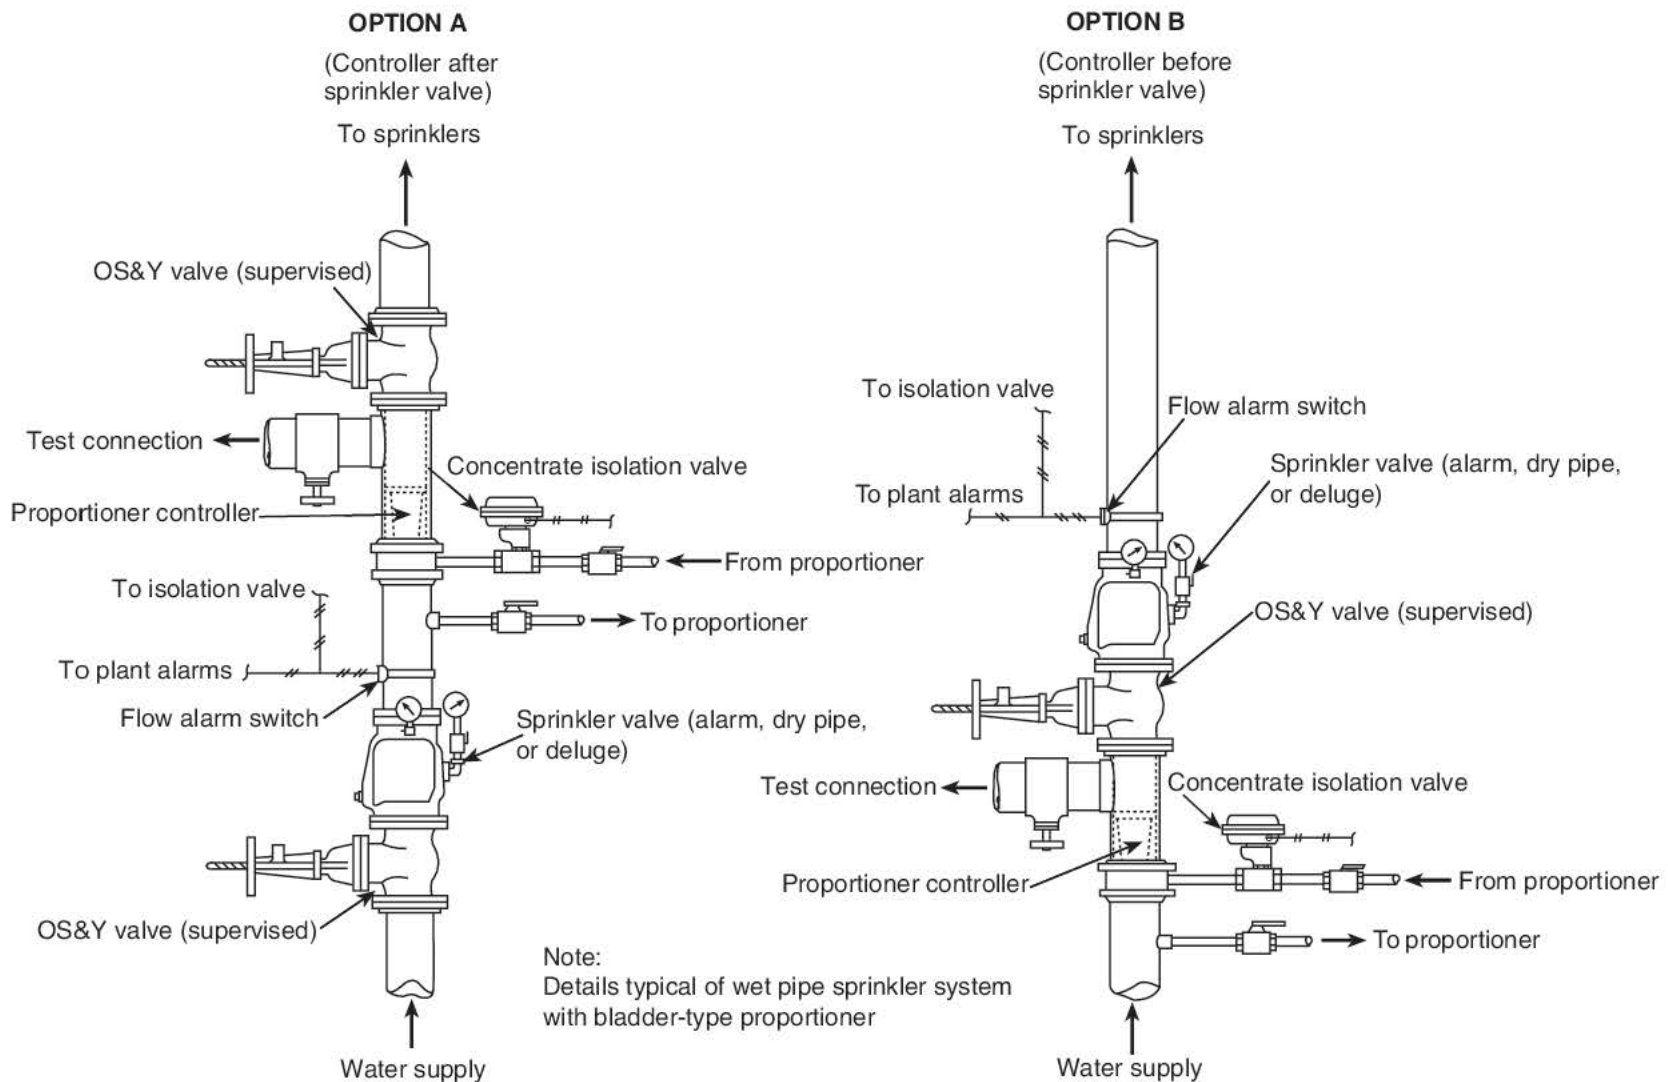 OPTION A
(Controller after
sprinkler valve)
To sprinklers
OS&Y valve (supervised)
Test connection
Concentrate isolation valve
Proportioner controller
From proportioner
To isolation valve
To proportioner
To plant alarms
Flow alarm switch
Sprinkler valve (alarm, dry pipe,
or deluge)
OS&Y valve (supervised)
Water supply
Note:
Details typical of wet pipe sprinkler system
with bladder-type proportioner
OPTION B
(Controller before
sprinkler valve)
To sprinklers
To isolation valve
Flow alarm switch
Sprinkler valve (alarm, dry pipe,
or deluge)
To plant alarms
OS&Y valve (supervised)
Test connection
Concentrate isolation valve
Proportioner controller
From proportioner
To proportioner
Water supply